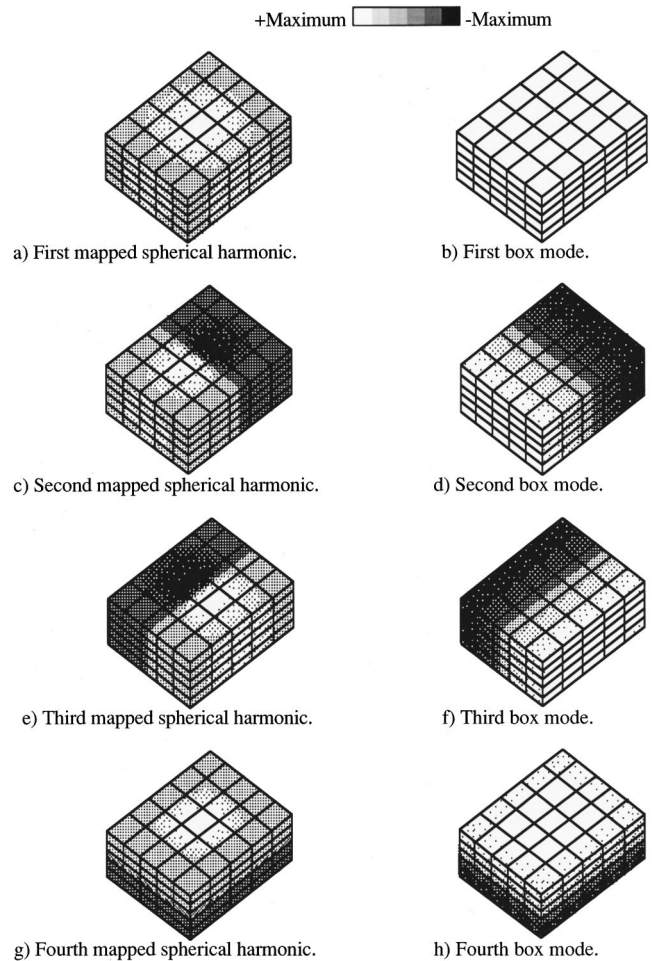 +Maximum -Maximum
a) First mapped spherical harmonic. b) First box mode.
c) Second mapped spherical harmonic. d) Second box mode.
e) Third mapped spherical harmonic. f) Third box mode.
g) Fourth mapped spherical harmonic. h) Fourth box mode.